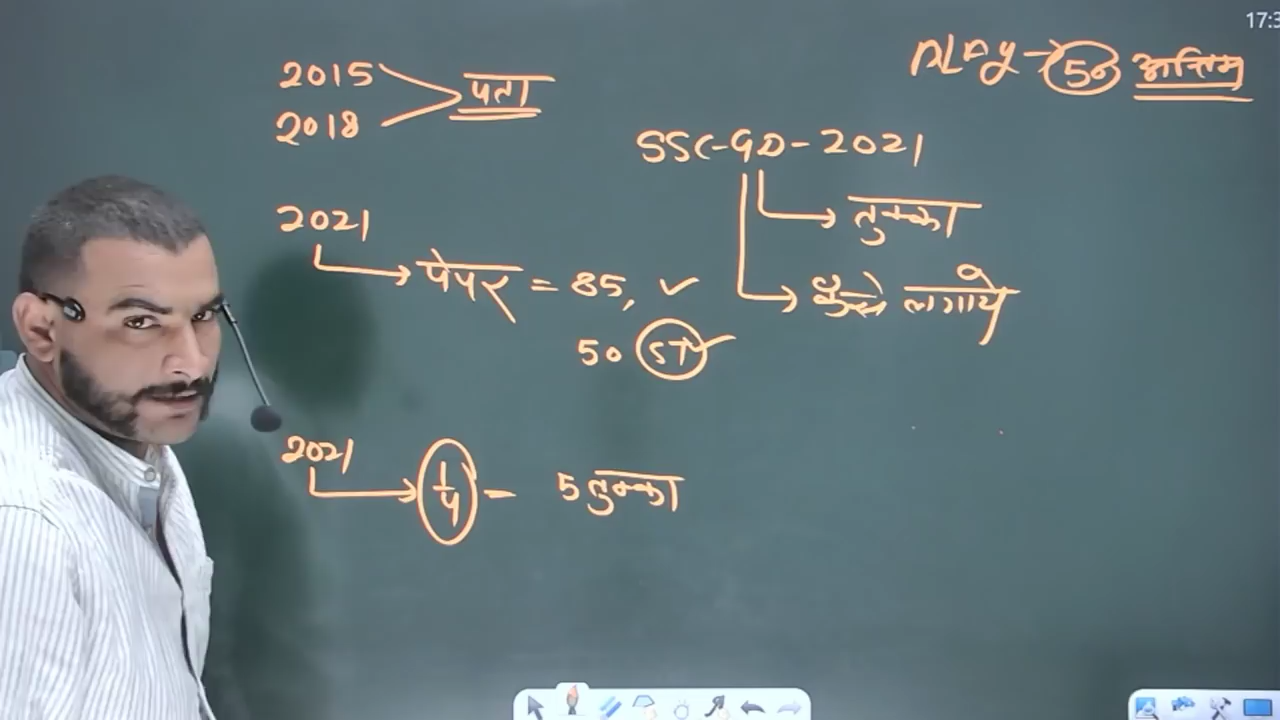 17:3
50 अन्तिम
2015
2018
पता
SSC-GD-2021
तुक्का
2021
पेपर = 85, ✓
लगाये
50 ST ✓
2021
1/4 - 5 तुक्का